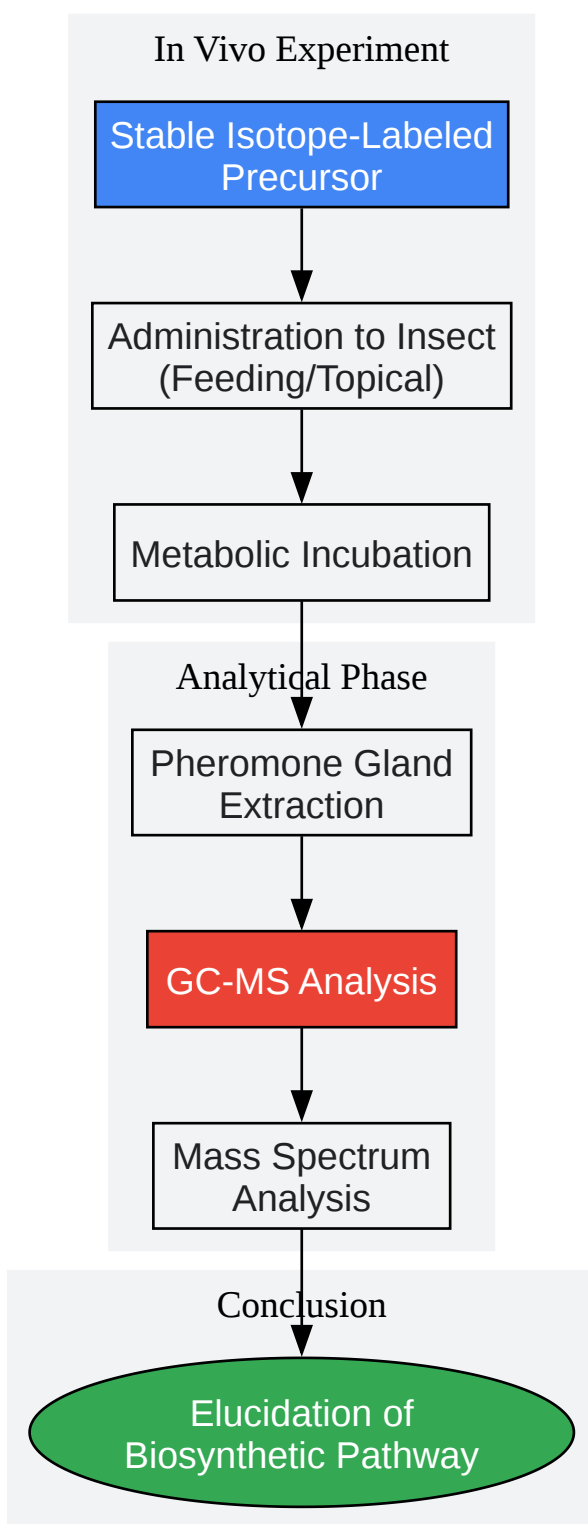 In Vivo Experiment
Stable Isotope-Labeled
Precursor
Administration to Insect
(Feeding/Topical)
Metabolic Incubation
Analytical Phase
Pheromone Gland
Extraction
GC-MS Analysis
Mass Spectrum
Analysis
Conclusion
Elucidation of
Biosynthetic Pathway